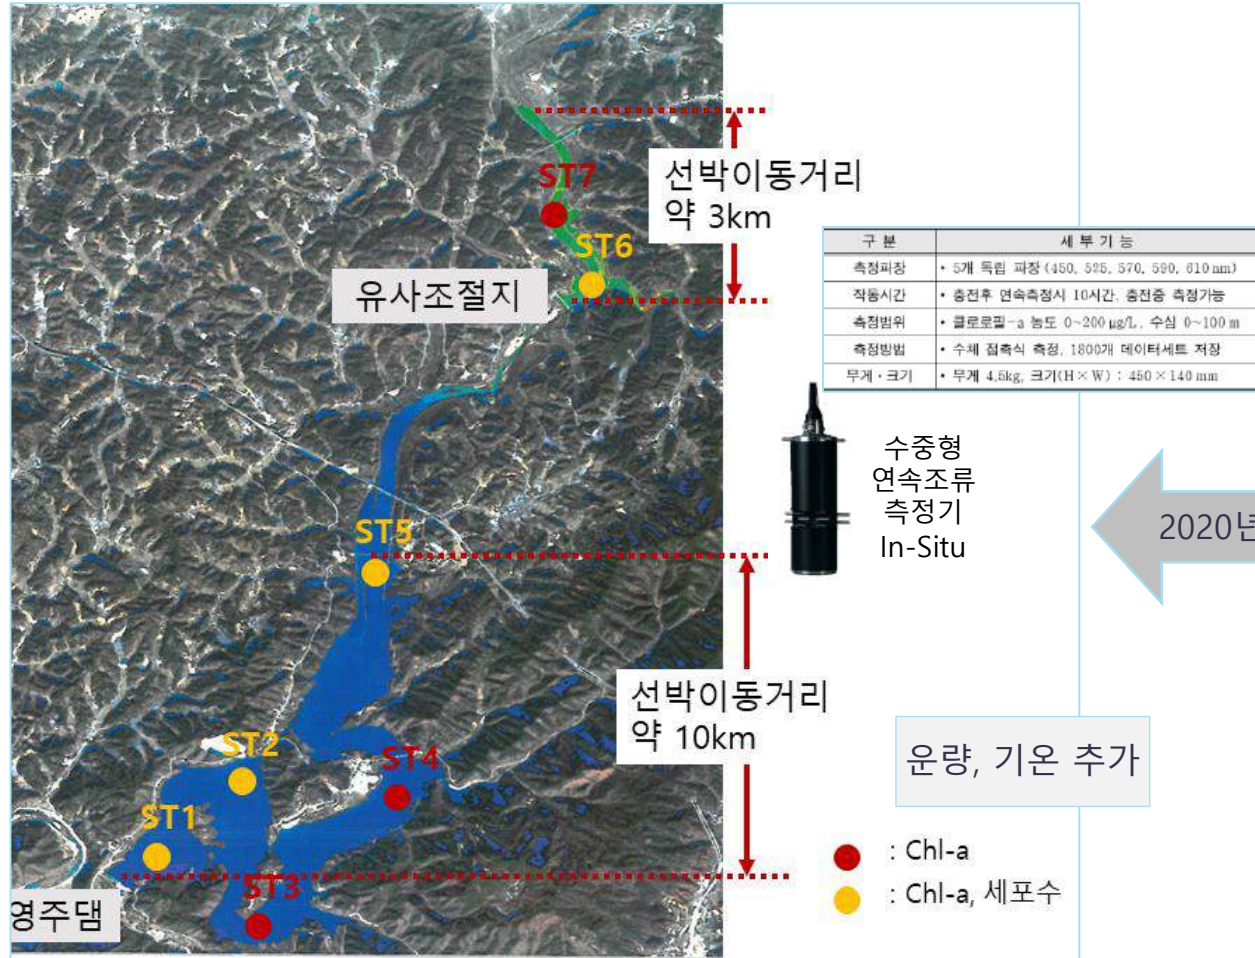 ST7
선박이동거리
약 3km
ST6
유사조절지
구 분 세 부 기 능
측정파장 • 5개 독립 파장 (450, 525, 570, 590, 610 nm)
작동시간 • 충전후 연속측정시 10시간, 충전중 측정가능
측정범위 • 클로로필-a 농도 0~200 μg/L, 수심 0~100 m
측정방법 • 수체 접촉식 측정, 1800개 데이터세트 저장
무게·크기 • 무게 4.5kg, 크기(H×W) : 450×140 mm
수중형
연속조류
측정기
In-Situ
2020년
ST5
선박이동거리
약 10km
ST2
ST4
운량, 기온 추가
ST1
: Chl-a
ST3
: Chl-a, 세포수
영주댐